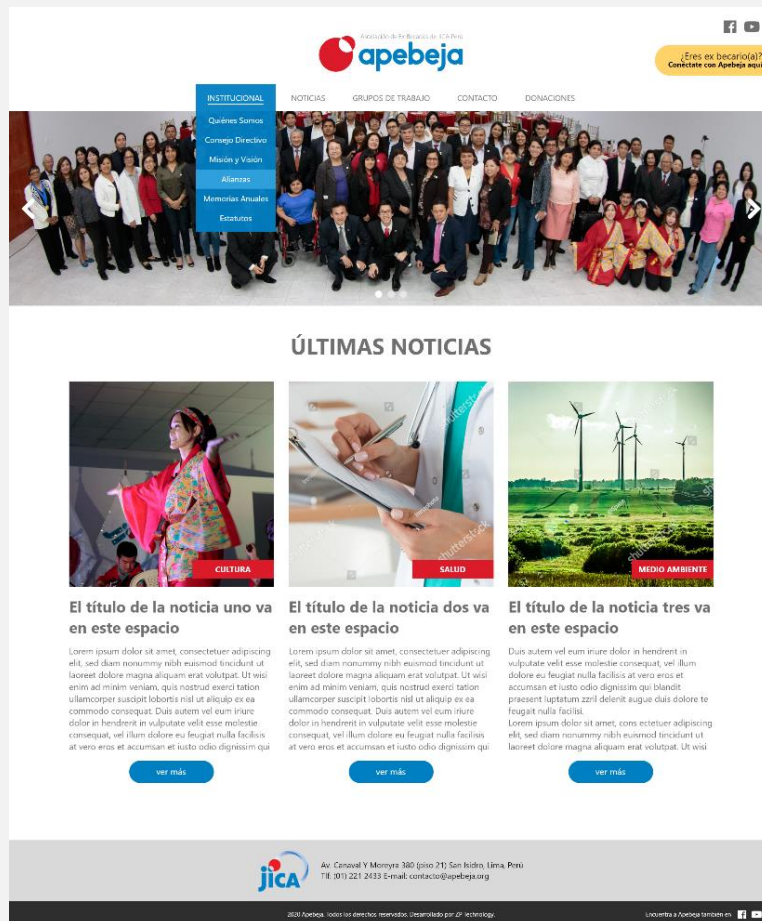 Asociación de Ex Becarios de JICA Perú
apebeja
¿Eres ex becario(a)?
Conéctate con Apebeja aquí
INSTITUCIONAL
NOTICIAS
GRUPOS DE TRABAJO
CONTACTO
DONACIONES
Quiénes Somos
Consejo Directivo
Misión y Visión
Alianzas
Memorias Anuales
Estatutos
ÚLTIMAS NOTICIAS
CULTURA
El título de la noticia uno va
en este espacio
Lorem ipsum dolor sit amet, consectetuer adipiscing
elit, sed diam nonummy nibh euismod tincidunt ut
laoreet dolore magna aliquam erat volutpat. Ut wisi
enim ad minim veniam, quis nostrud exerci tation
ullamcorper suscipit lobortis nisl ut aliquip ex ea
commodo consequat. Duis autem vel eum iriure
dolor in hendrerit in vulputate velit esse molestie
consequat, vel illum dolore eu feugiat nulla facilisis
at vero eros et accumsan et iusto odio dignissim qui
ver más
shutterstock
SALUD
El título de la noticia dos va
en este espacio
Lorem ipsum dolor sit amet, consectetuer adipiscing
elit, sed diam nonummy nibh euismod tincidunt ut
laoreet dolore magna aliquam erat volutpat. Ut wisi
enim ad minim veniam, quis nostrud exerci tation
ullamcorper suscipit lobortis nisl ut aliquip ex ea
commodo consequat. Duis autem vel eum iriure
dolor in hendrerit in vulputate velit esse molestie
consequat, vel illum dolore eu feugiat nulla facilisis
at vero eros et accumsan et iusto odio dignissim qui
ver más
shutterstock
MEDIO AMBIENTE
El título de la noticia tres va
en este espacio
Duis autem vel eum iriure dolor in hendrerit in
vulputate velit esse molestie consequat, vel illum
dolore eu feugiat nulla facilisis at vero eros et
accumsan et iusto odio dignissim qui blandit
praesent luptatum zzril delenit augue duis dolore te
feugait nulla facilisi.
Lorem ipsum dolor sit amet, cons ectetuer adipiscing
elit, sed diam nonummy nibh euismod tincidunt ut
laoreet dolore magna aliquam erat volutpat. Ut wisi
ver más
jica
Av. Canaval Y Moreyra 380 (piso 21) San Isidro, Lima, Perú
Tlf: (01) 221 2433 E-mail: contacto@apebeja.org
2020 Apebeja. Todos los derechos reservados. Desarrollado por ZP Technology.
Encuentra a Apebeja también en